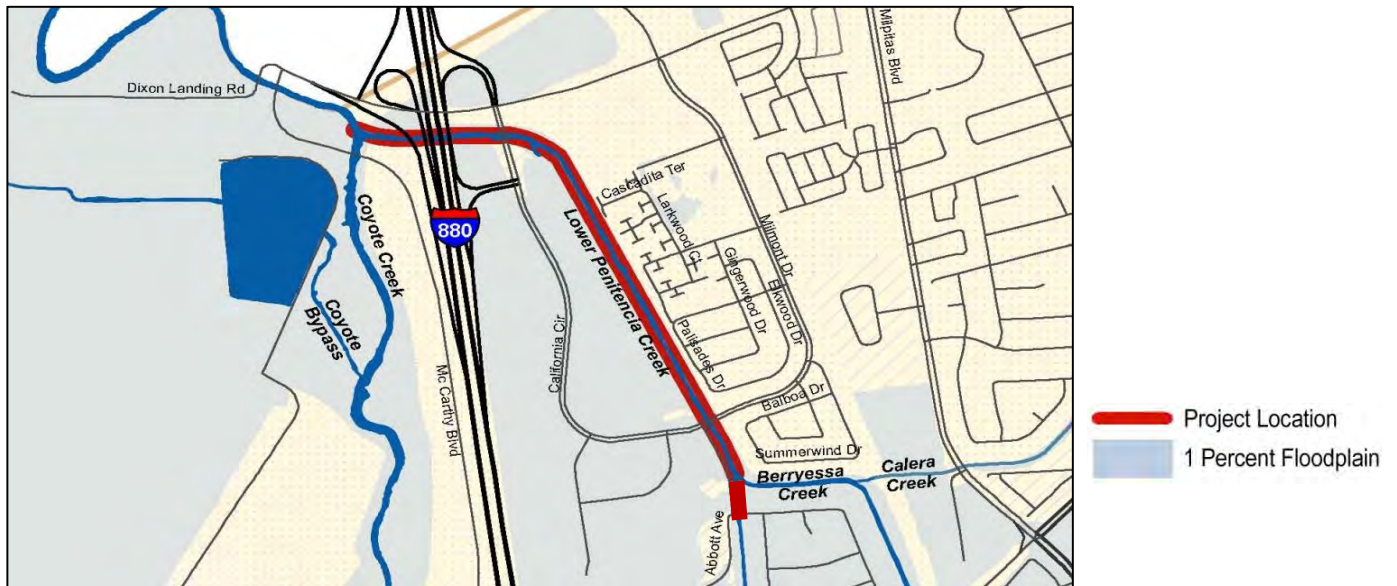 Dixon Landing Rd
Milpitas Blvd
Cascadita Ter
Larkwood Ct
Milmont Dr
Gingerwood Dr
Elkwood Dr
880
Coyote Creek
Coyote
Bypass
Lower Penitencia Creek
California Cir
Mc Carthy Blvd
Palisades Dr
Balboa Dr
Summerwind Dr
Berryessa
Creek
Calera
Creek
Abbott Ave
Project Location
1 Percent Floodplain